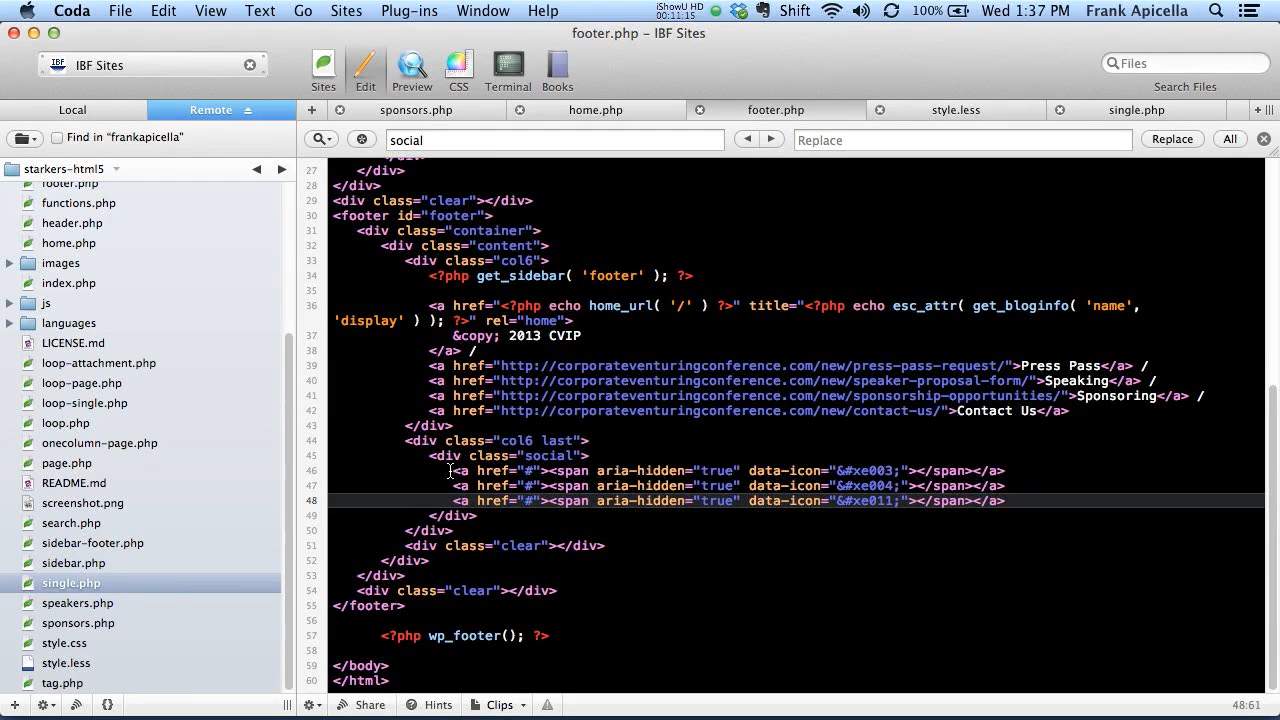 Coda File Edit View Text Go Sites Plug-ins Window Help iShowU HD 00:11:15 Shift 100% Wed 1:37 PM Frank Apicella
footer.php – IBF Sites
IBF IBF Sites
Sites Edit Preview CSS Terminal Books
Files
Search Files
Local Remote
sponsors.php home.php footer.php style.less single.php
Find in “frankapicella”
social Replace Replace All
starkers-html5
footer.php
functions.php
header.php
home.php
images
index.php
js
languages
LICENSE.md
loop-attachment.php
loop-page.php
loop-single.php
loop.php
onecolumn-page.php
page.php
README.md
screenshot.png
search.php
sidebar-footer.php
sidebar.php
single.php
speakers.php
sponsors.php
style.css
style.less
tag.php
27 </div>
28 </div>
29 <div class="clear"></div>
30 <footer id="footer">
31 <div class="container">
32 <div class="content">
33 <div class="col6">
34 <?php get_sidebar( 'footer' ); ?>
35
36 <a href="<?php echo home_url( '/' ) ?>" title="<?php echo esc_attr( get_bloginfo( 'name',
'display' ) ); ?>" rel="home">
37 &copy; 2013 CVIP
38 </a> /
39 <a href="http://corporateventuringconference.com/new/press-pass-request/">Press Pass</a> /
40 <a href="http://corporateventuringconference.com/new/speaker-proposal-form/">Speaking</a> /
41 <a href="http://corporateventuringconference.com/new/sponsorship-opportunities/">Sponsoring</a> /
42 <a href="http://corporateventuringconference.com/new/contact-us/">Contact Us</a>
43 </div>
44 <div class="col6 last">
45 <div class="social">
46 <a href="#"><span aria-hidden="true" data-icon="&#xe003;"></span></a>
47 <a href="#"><span aria-hidden="true" data-icon="&#xe004;"></span></a>
48 <a href="#"><span aria-hidden="true" data-icon="&#xe011;"></span></a>
49 </div>
50 </div>
51 <div class="clear"></div>
52 </div>
53 </div>
54 <div class="clear"></div>
55 </footer>
56
57 <?php wp_footer(); ?>
58
59 </body>
60 </html>
Share Hints Clips 48:61